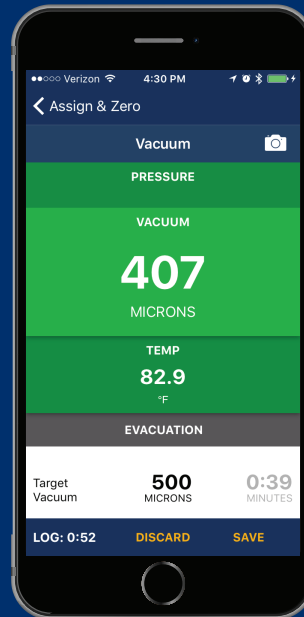 Verizon 4:30 PM
Assign & Zero
Vacuum
PRESSURE
VACUUM
407
MICRONS
TEMP
82.9
°F
EVACUATION
Target Vacuum
500 MICRONS
0:39 MINUTES
LOG: 0:52 DISCARD SAVE